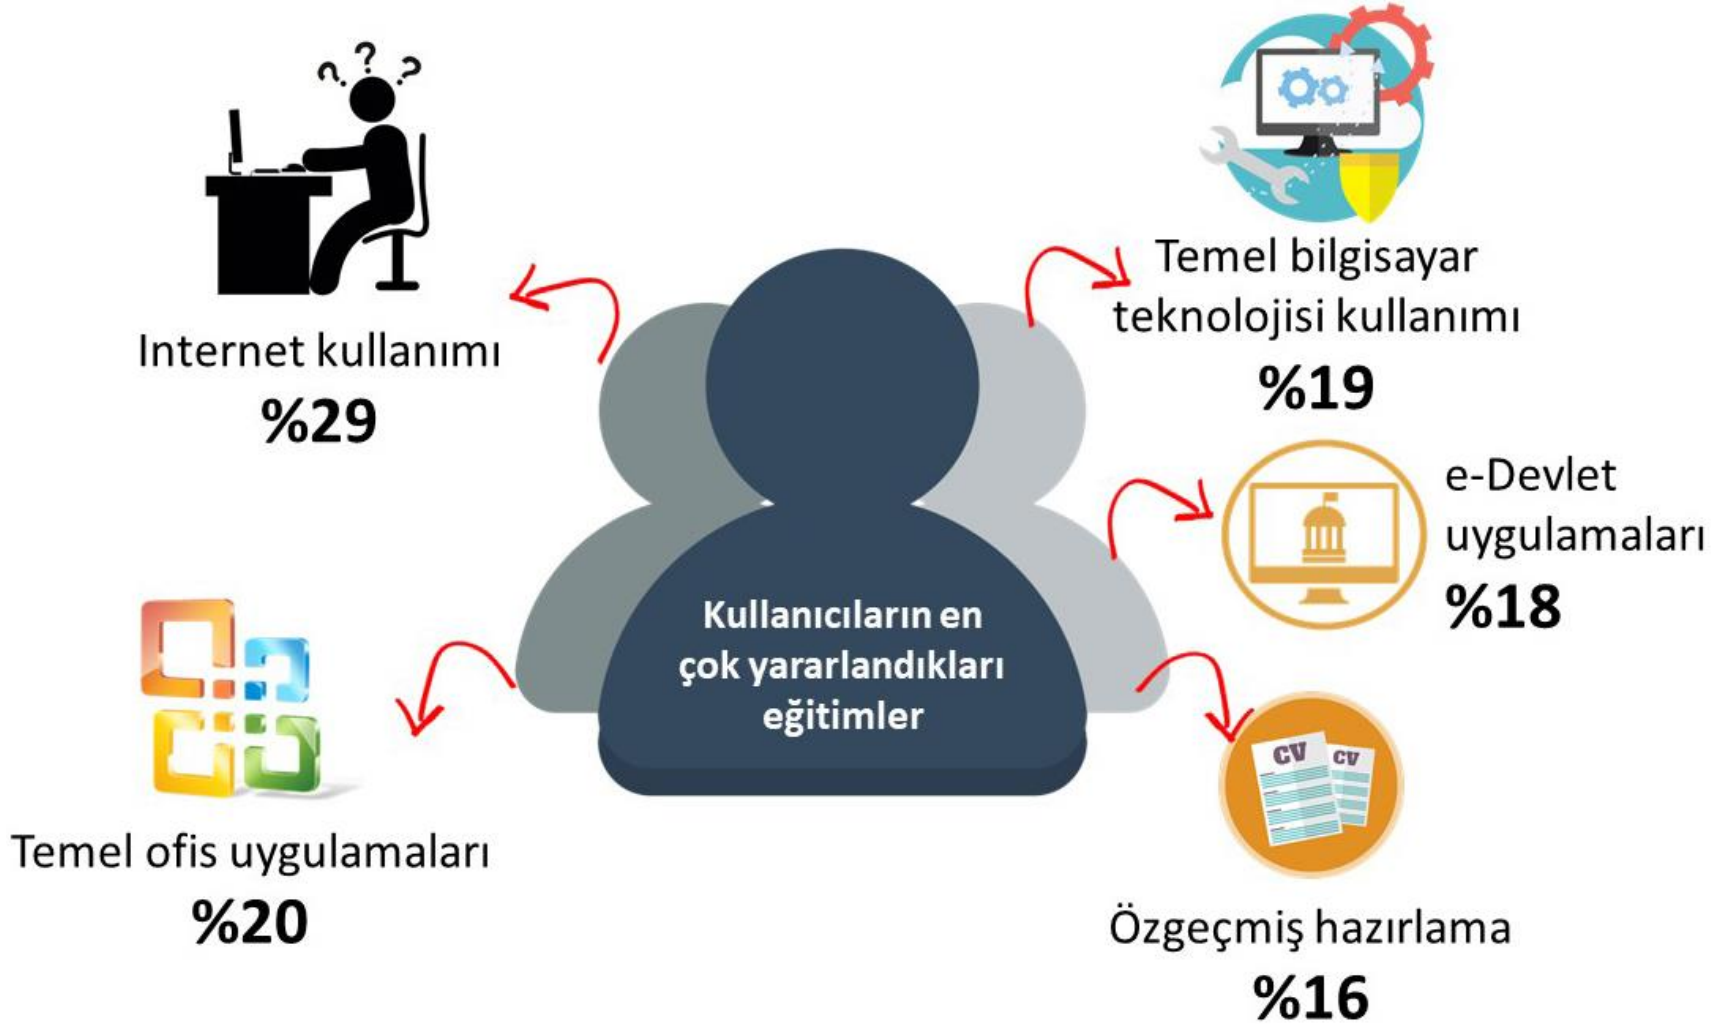 Internet kullanımı
%29
Temel ofis uygulamaları
%20
Kullanıcıların en
çok yararlandıkları
eğitimler
Temel bilgisayar
teknolojisi kullanımı
%19
e-Devlet
uygulamaları
%18
CV
CV
Özgeçmiş hazırlama
%16
? ? ?